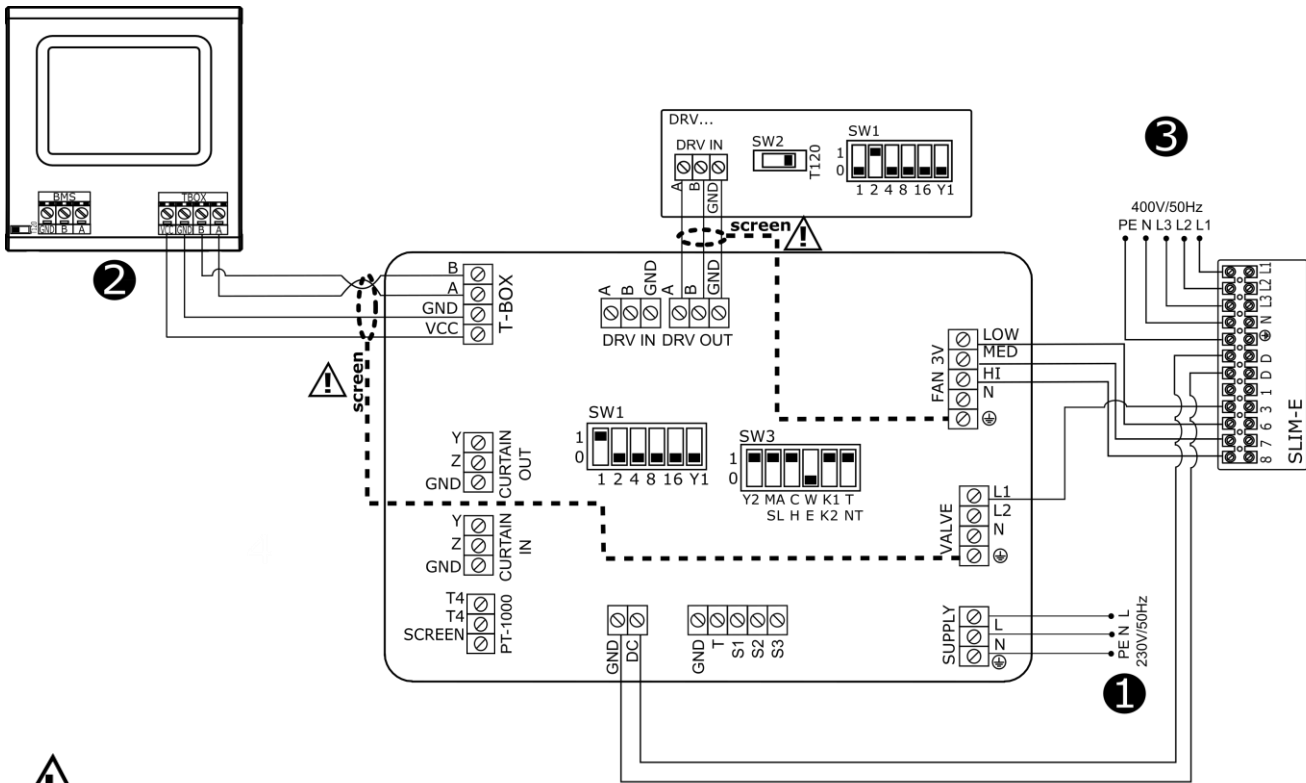 DRV...
DRV IN
SW2
SW1
T120
1
0
A
B
GND
1 2 4 8 16 Y1
3
400V/50Hz
PE N L3 L2 L1
BMS
TBOX
GND B A
VCC GND B A
2
screen
B
A
GND
VCC
T-BOX
A
B
GND
A
B
GND
DRV IN
DRV OUT
screen
LOW
MED
HI
N
FAN 3V
L1
L2
L3
N
D
D
1
3
6
7
8
SLIM-E
SW1
1
0
1 2 4 8 16 Y1
SW3
1
0
Y2 MA C W K1 T
SL H E K2 NT
Y
Z
GND
CURTAIN
OUT
Y
Z
GND
CURTAIN
IN
L1
L2
N
VALVE
T4
T4
SCREEN
PT-1000
GND
DC
GND
T
S1
S2
S3
SUPPLY
L
N
PE N L
230V/50Hz
1